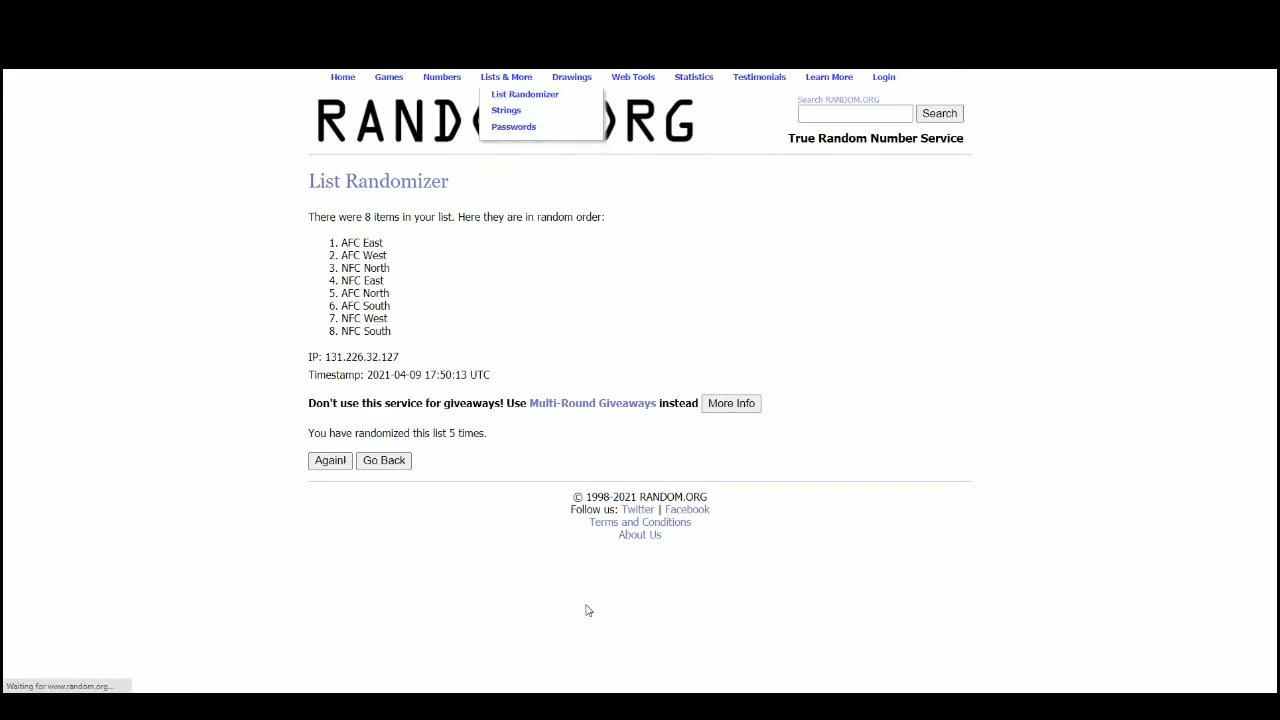 Home Games Numbers Lists & More Drawings Web Tools Statistics Testimonials Learn More Login
List Randomizer
Strings
Passwords
Search RANDOM.ORG
Search
RAND RG
True Random Number Service
List Randomizer
There were 8 items in your list. Here they are in random order:
1. AFC East
2. AFC West
3. NFC North
4. NFC East
5. AFC North
6. AFC South
7. NFC West
8. NFC South
IP: 131.226.32.127
Timestamp: 2021-04-09 17:50:13 UTC
Don't use this service for giveaways! Use Multi-Round Giveaways instead More Info
You have randomized this list 5 times.
Again! Go Back
© 1998-2021 RANDOM.ORG
Follow us: Twitter | Facebook
Terms and Conditions
About Us
Waiting for www.random.org...